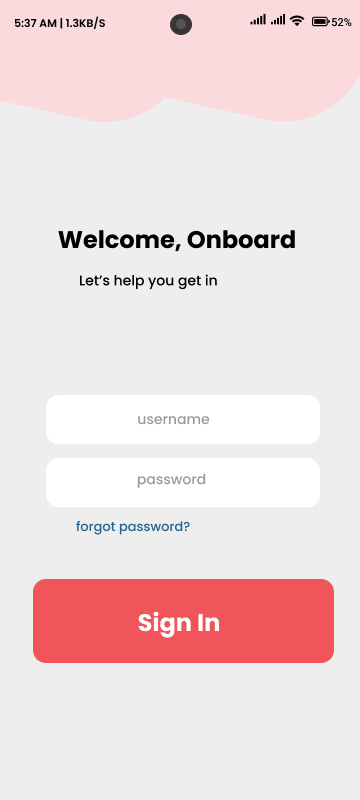 5:37 AM | 1.3KB/S
52%
Welcome, Onboard
Let’s help you get in
username
password
forgot password?
Sign In